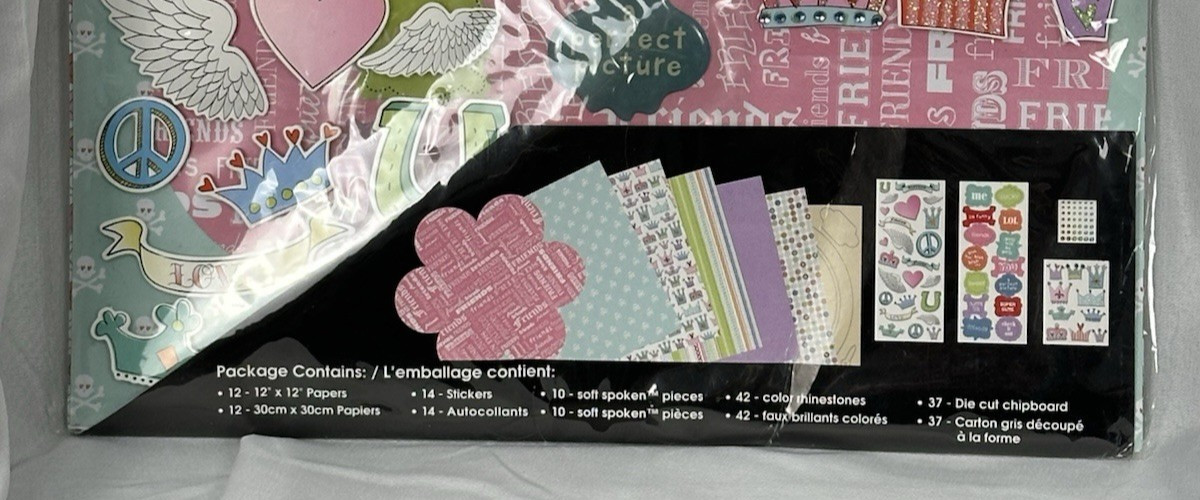 perfect
picture
FRIENDS
friends
FRIE
LOV
U
me
LOL
Package Contains: / L'emballage contient:
• 12 - 12" x 12" Papers
• 12 - 30cm x 30cm Papiers
• 14 - Stickers
• 14 - Autocollants
• 10 - soft spoken™ pieces
• 10 - soft spoken™ pièces
• 42 - color rhinestones
• 42 - faux brillants colorés
• 37 - Die cut chipboard
• 37 - Carton gris découpé
à la forme